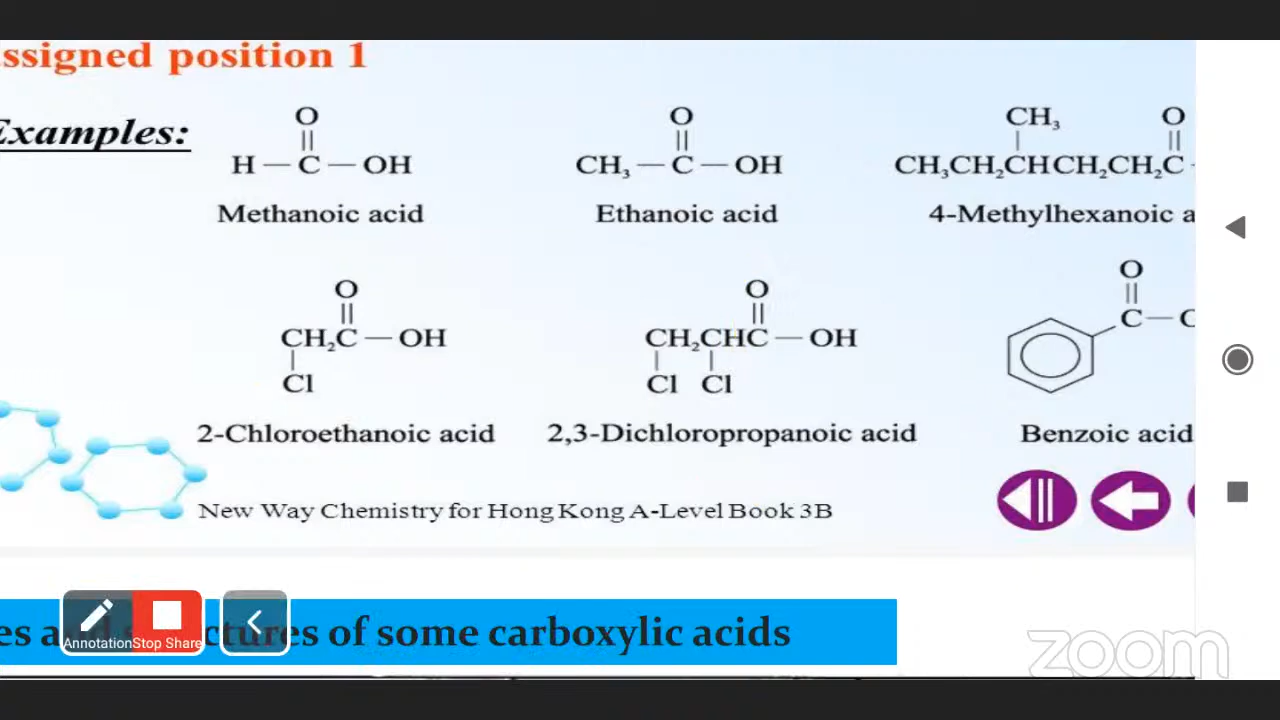 ssigned position 1
Examples:
O
H — C — OH
Methanoic acid
O
CH₃ — C — OH
Ethanoic acid
CH₃ O
CH₃CH₂CHCH₂CH₂C
4-Methylhexanoic a
O
CH₂C — OH
Cl
2-Chloroethanoic acid
O
CH₂CHC — OH
Cl Cl
2,3-Dichloropropanoic acid
O
C —
Benzoic acid
New Way Chemistry for Hong Kong A-Level Book 3B
Annotation Stop Share
es a ctures of some carboxylic acids
zoom